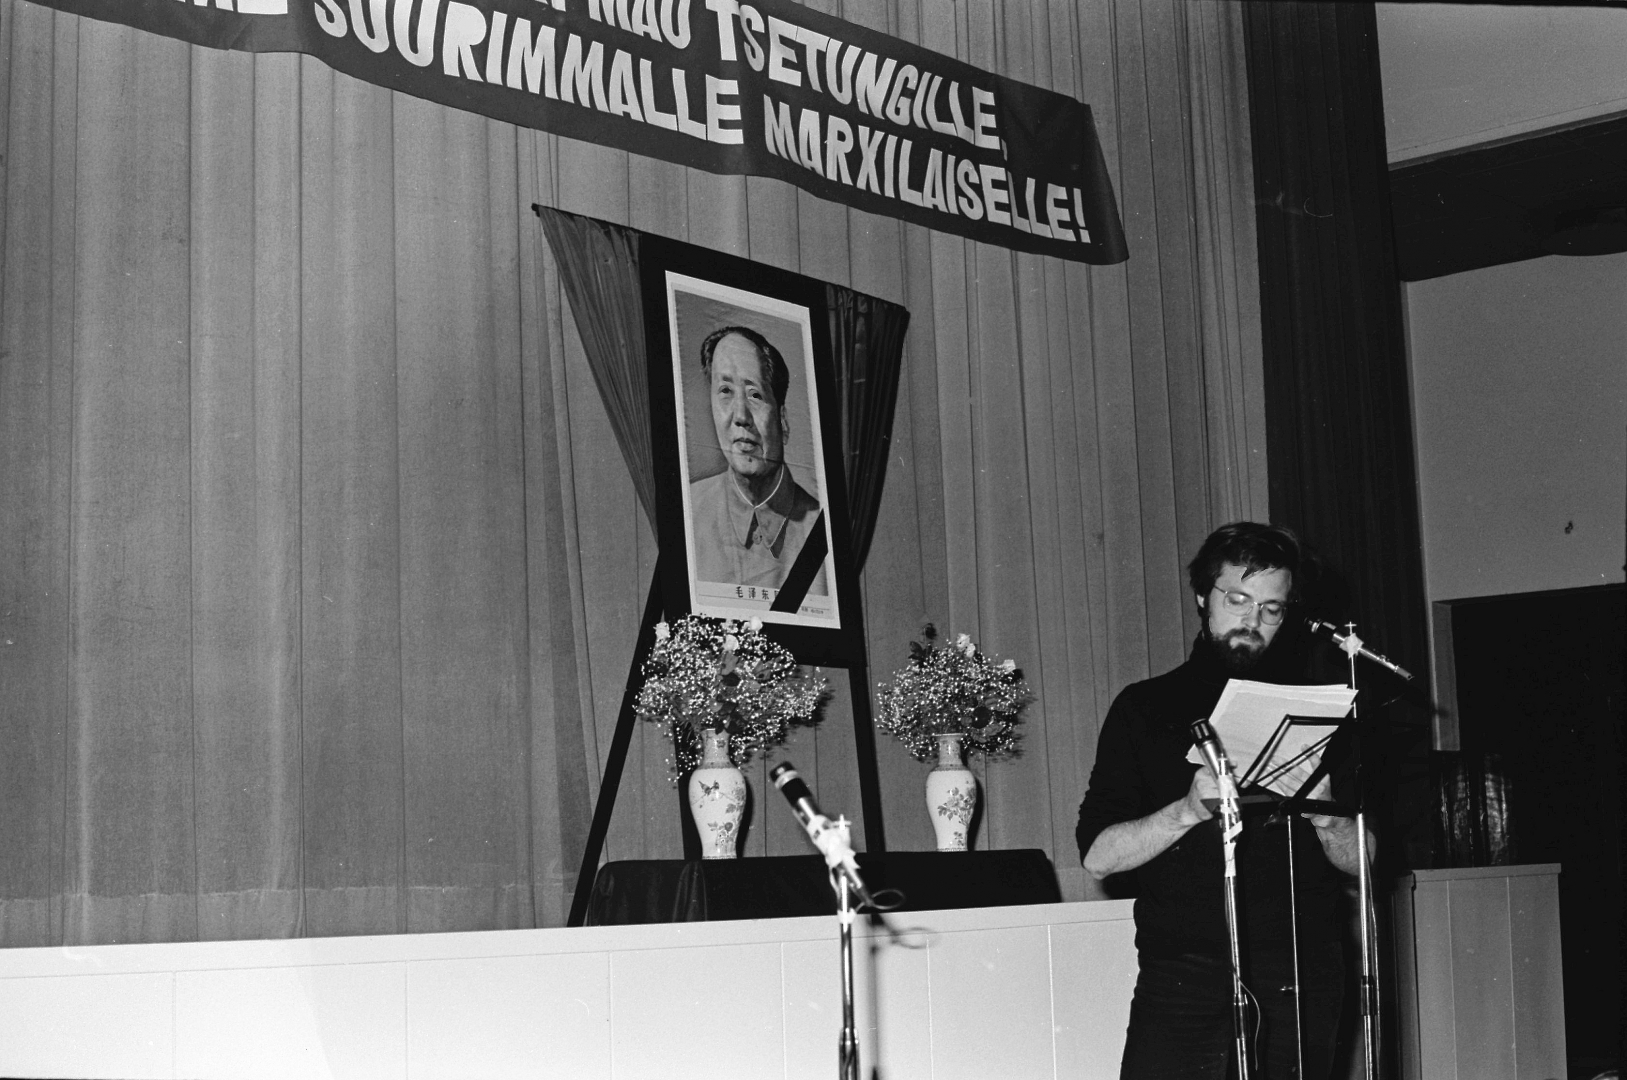 MAO TSETUNGILLE,
SUURIMMALLE MARXILAISELLE!
毛泽东